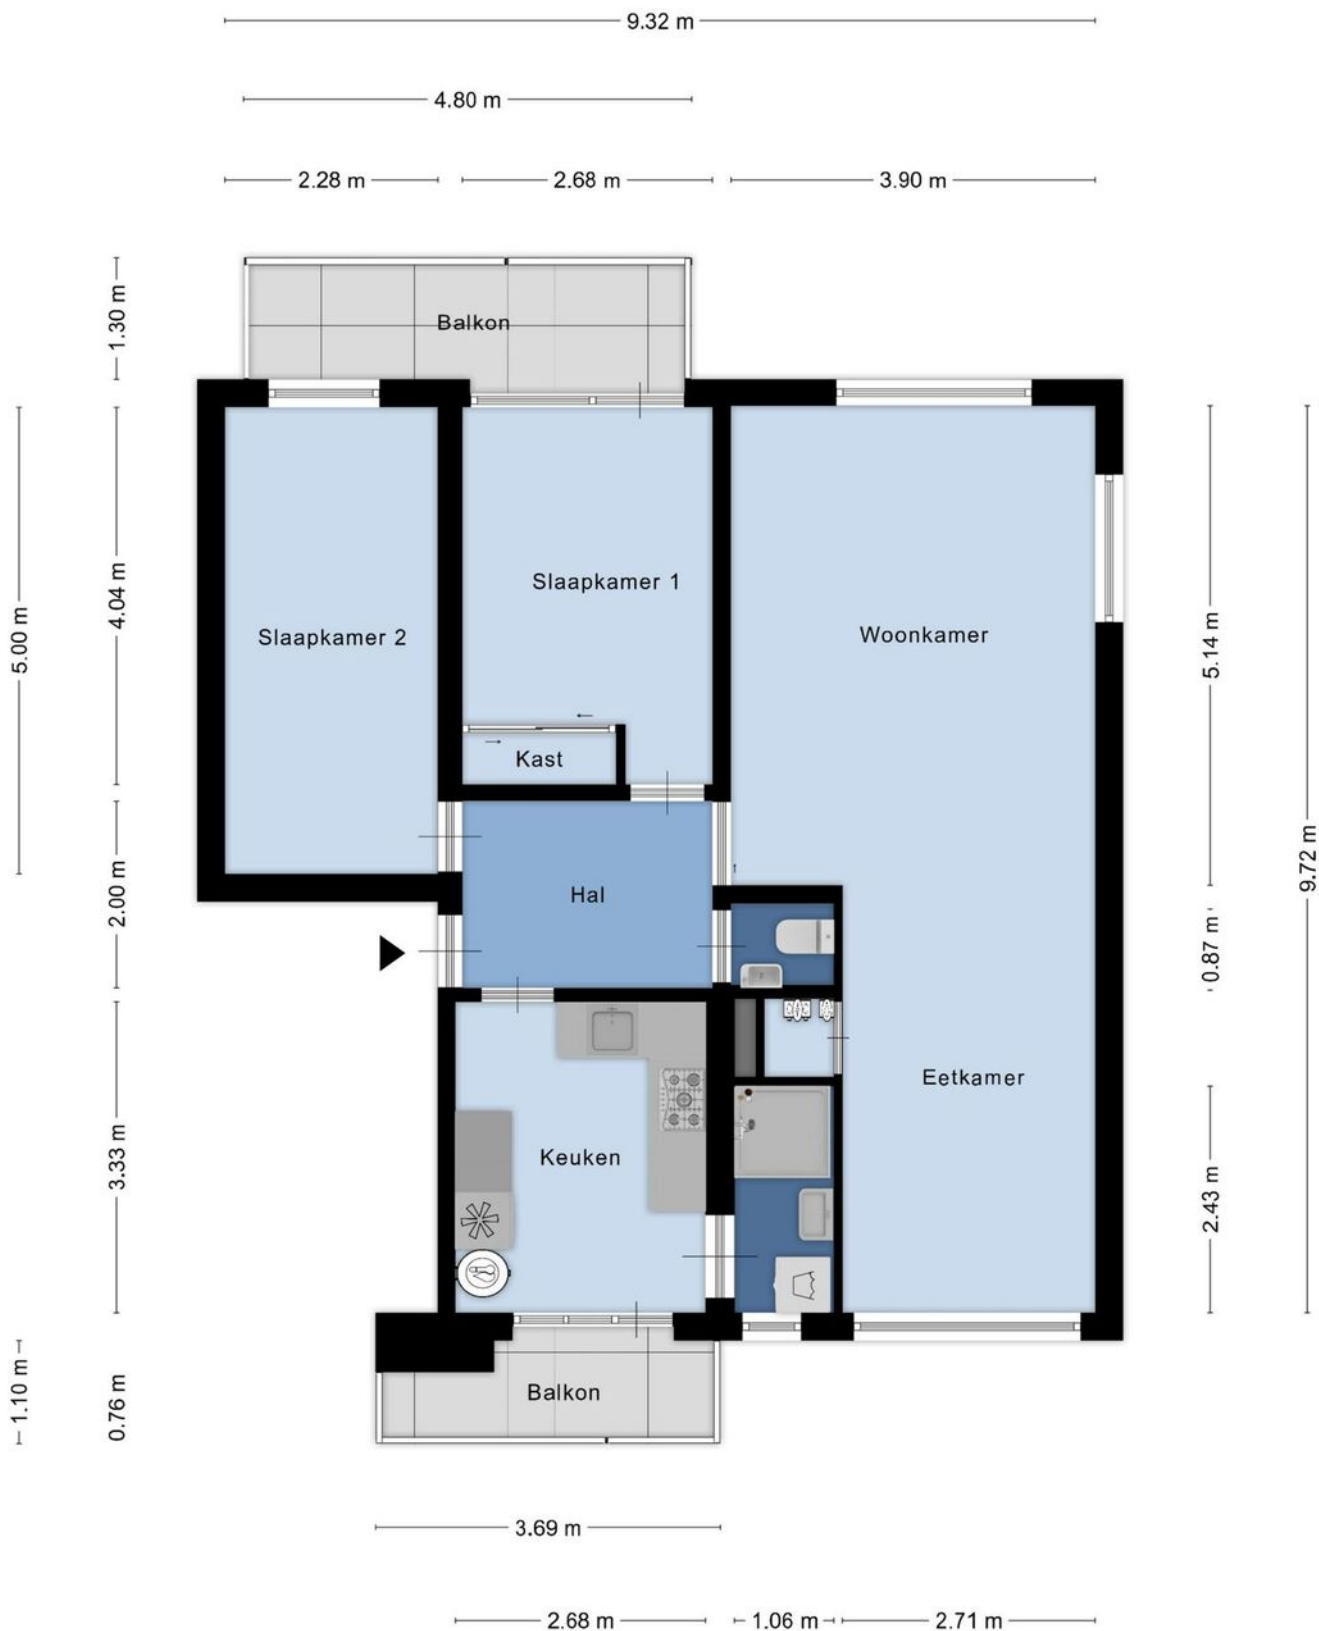 9.32 m
4.80 m
2.28 m
2.68 m
3.90 m
1.30 m
Balkon
4.04 m
5.00 m
Slaapkamer 1
Slaapkamer 2
Woonkamer
5.14 m
Kast
9.72 m
2.00 m
Hal
0.87 m
Eetkamer
3.33 m
Keuken
2.43 m
1.10 m
0.76 m
Balkon
3.69 m
2.68 m
1.06 m
2.71 m